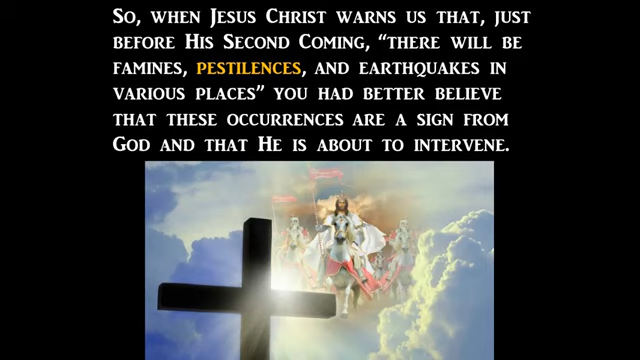 So, when Jesus Christ warns us that, just
before His Second Coming, “there will be
famines, pestilences, and earthquakes in
various places” you had better believe
that these occurrences are a sign from
God and that He is about to intervene.